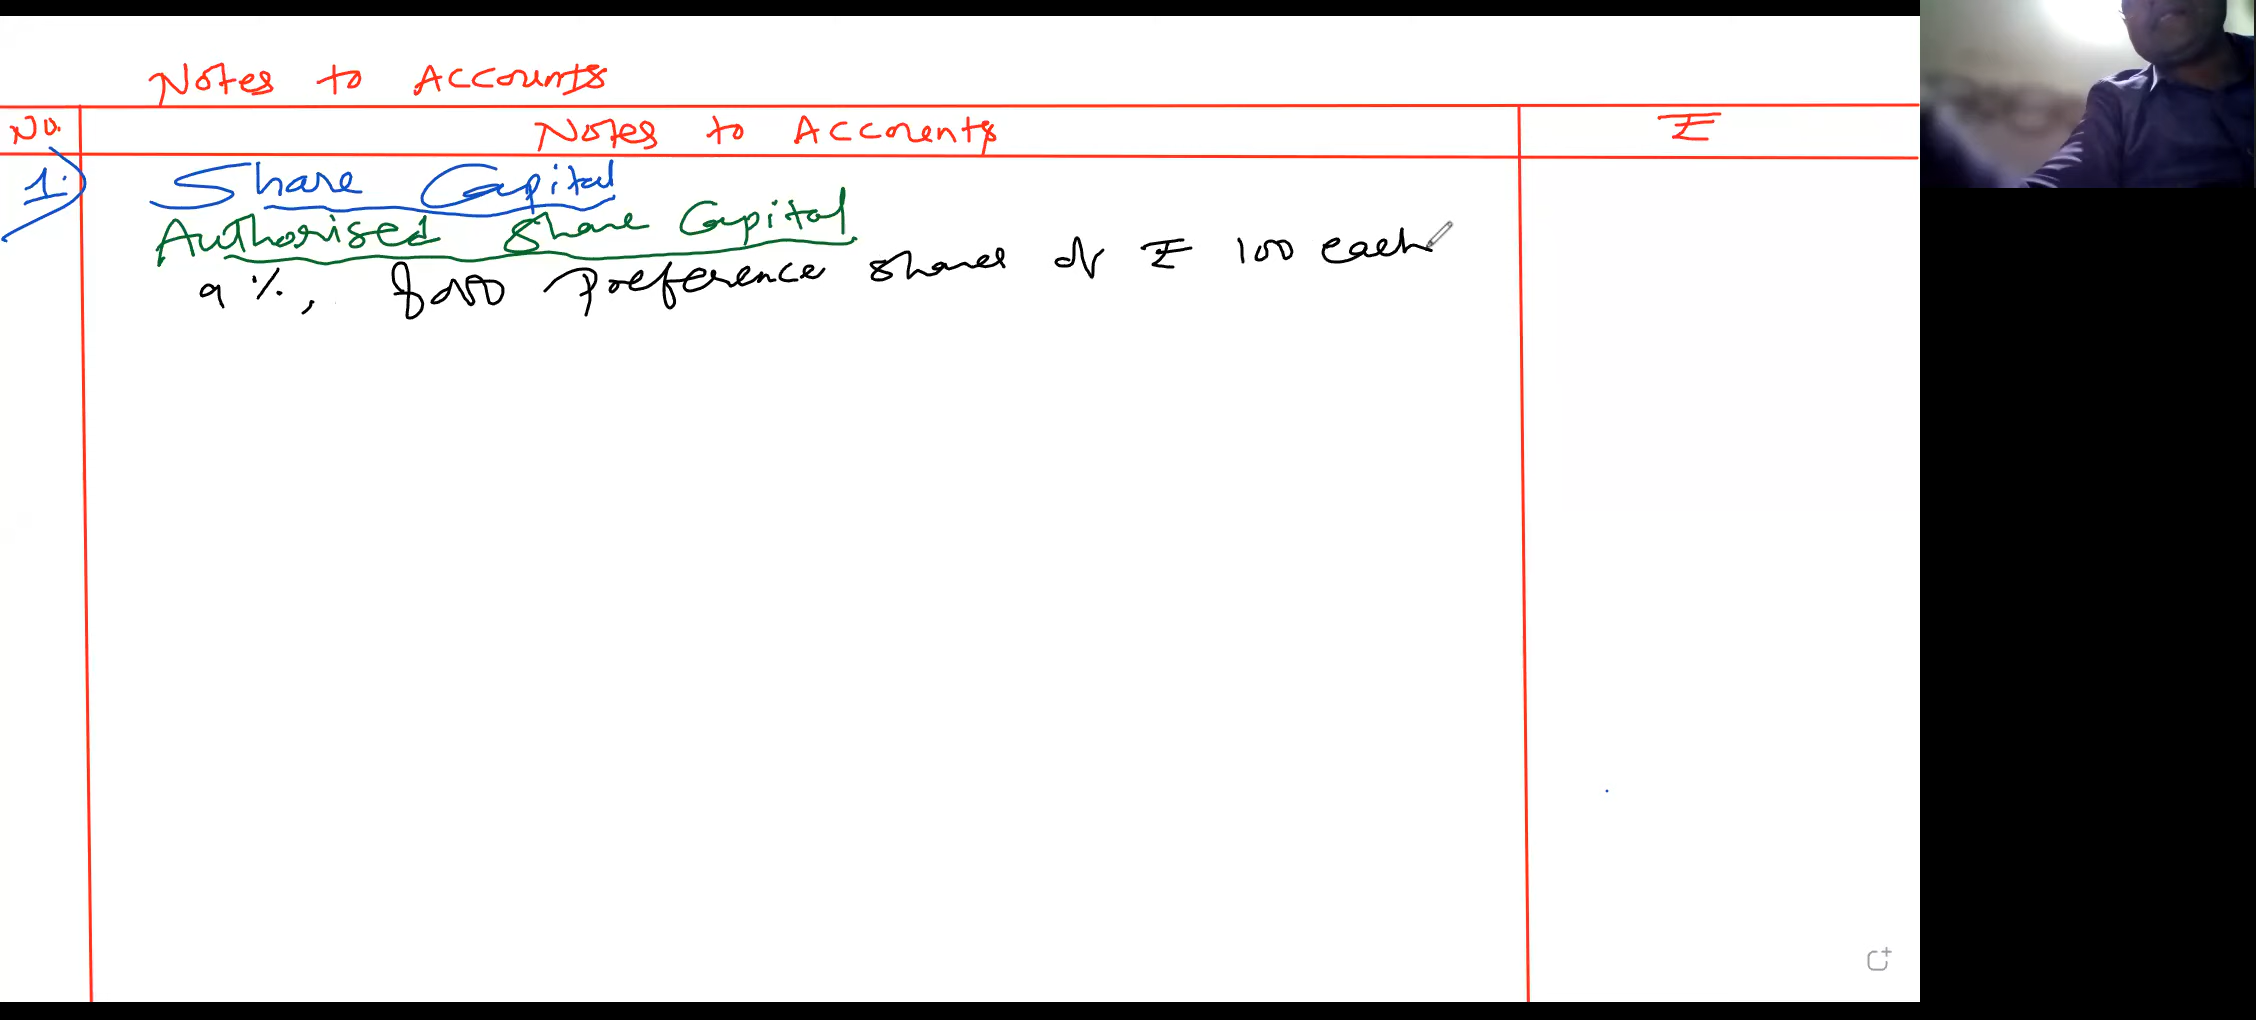 Notes to Accounts
No. Notes to Accounts ₹
1. Share Capital
Authorised Share Capital
9%, 8000 Preference shares of ₹ 100 each